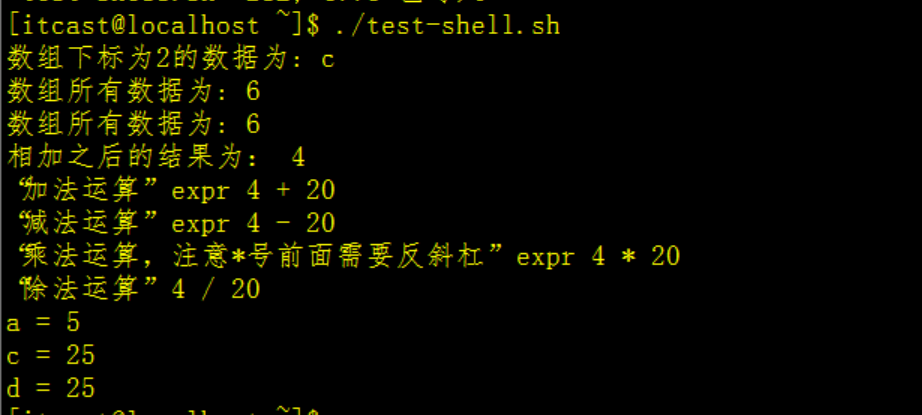 [itcast@localhost ~]$ ./test-shell.sh
数组下标为2的数据为: c
数组所有数据为: 6
数组所有数据为: 6
相加之后的结果为:  4
“加法运算”expr 4 + 20
“减法运算”expr 4 - 20
“乘法运算，注意*号前面需要反斜杠”expr 4 * 20
“除法运算”4 / 20
a = 5
c = 25
d = 25
[itcast@localhost ~]$